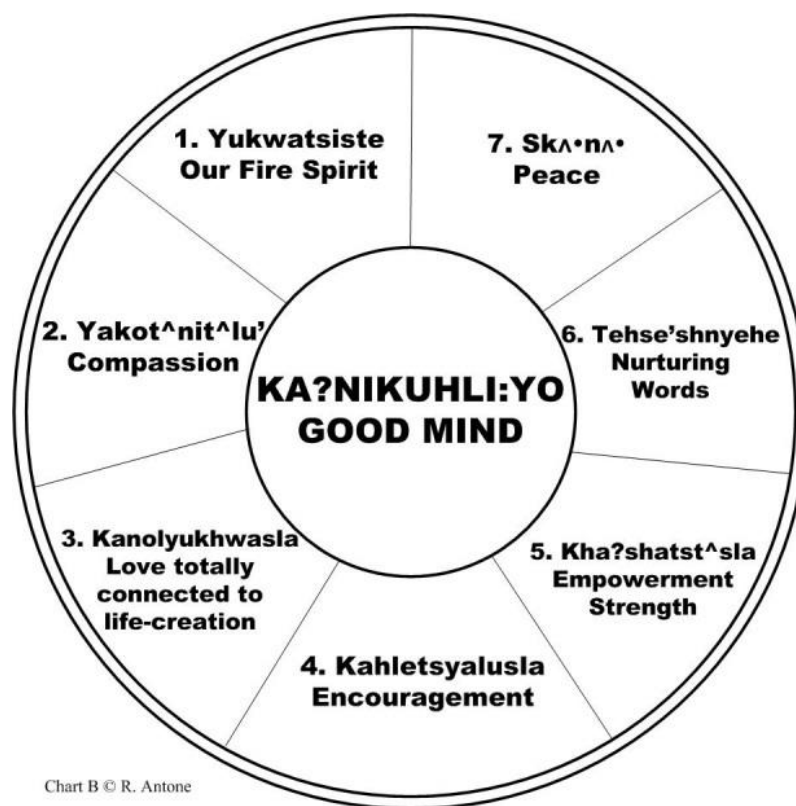 1. Yukwatsiste
Our Fire Spirit
2. Yakot^nit^lu'
Compassion
3. Kanolyukhwasla
Love totally
connected to
life-creation
4. Kahletsyalusla
Encouragement
5. Kha?shatst^sla
Empowerment
Strength
6. Tehse’shnyehe
Nurturing
Words
7. Skʌ•nʌ•
Peace
KA?NIKUHLI:YO
GOOD MIND
Chart B © R. Antone